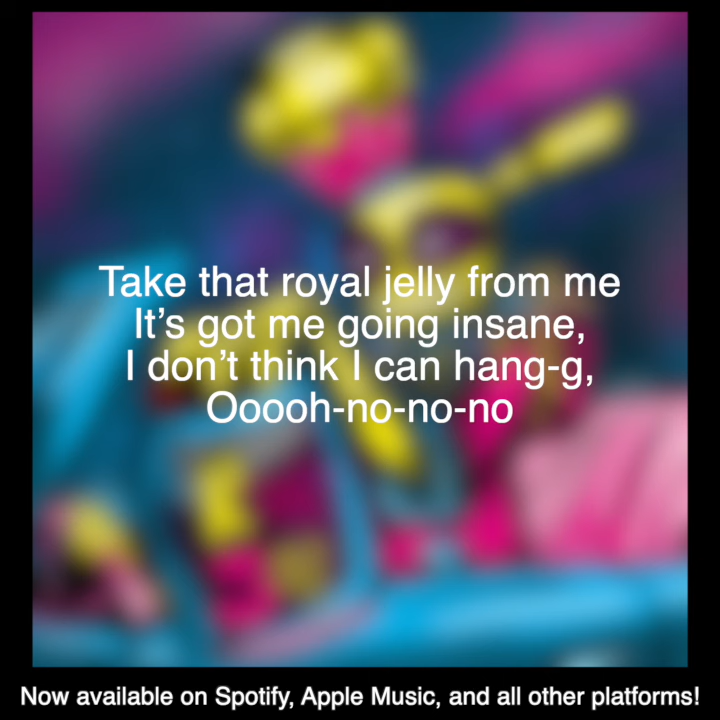 Take that royal jelly from me
It’s got me going insane,
I don’t think I can hang-g,
Ooooh-no-no-no
Now available on Spotify, Apple Music, and all other platforms!